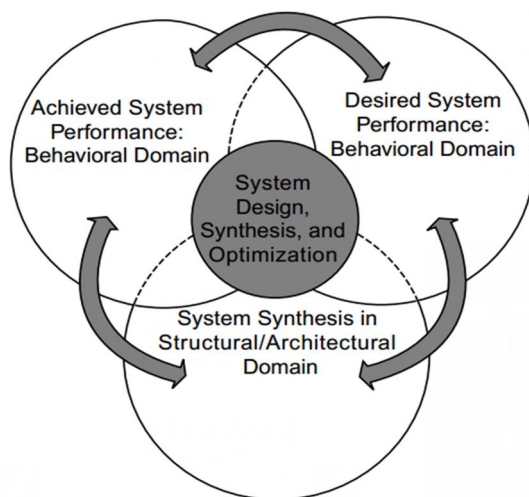 Achieved System
Performance:
Behavioral Domain
Desired System
Performance:
Behavioral Domain
System
Design,
Synthesis, and
Optimization
System Synthesis in
Structural/Architectural
Domain